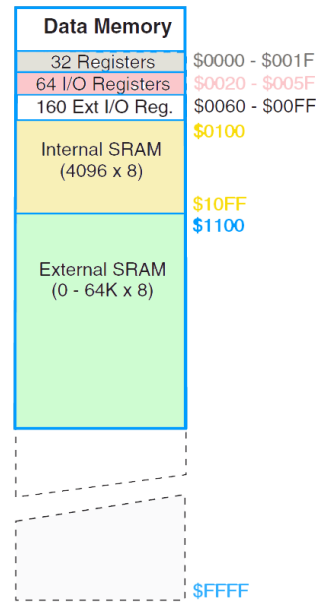 Data Memory
32 Registers $0000 - $001F
64 I/O Registers $0020 - $005F
160 Ext I/O Reg. $0060 - $00FF
$0100
Internal SRAM
(4096 x 8)
$10FF
$1100
External SRAM
(0 - 64K x 8)
$FFFF